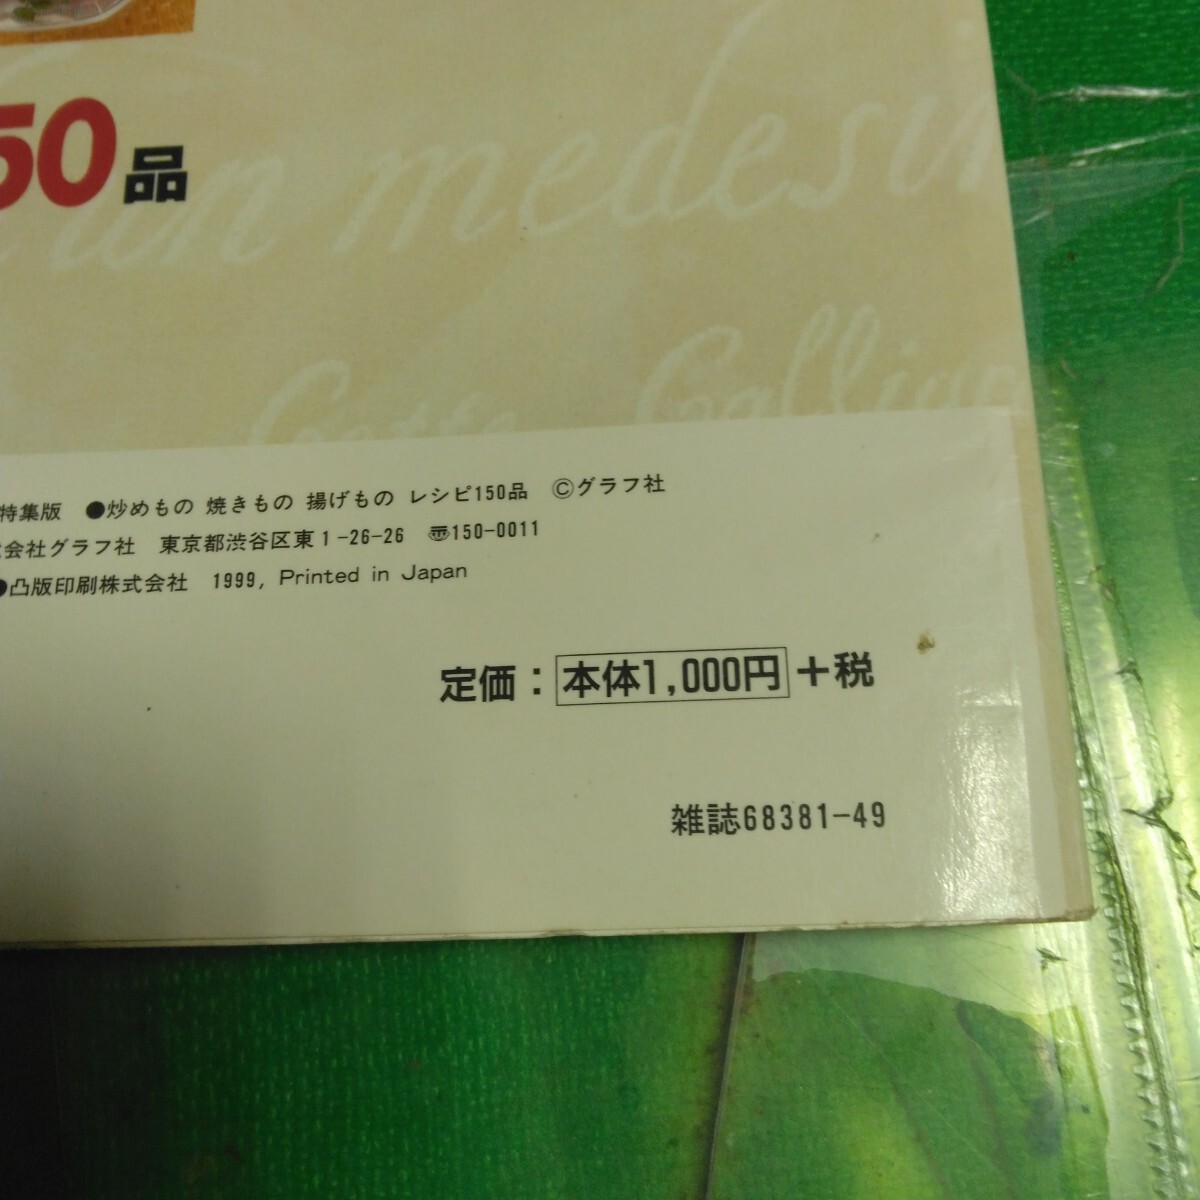 50品
medesi
Gallig
特集版 ●炒めもの 焼きもの 揚げもの レシピ150品 ©グラフ社
会社グラフ社 東京都渋谷区東1-26-26 〠150-0011
●凸版印刷株式会社 1999, Printed in Japan
定価：本体1,000円+税
雑誌68381-49